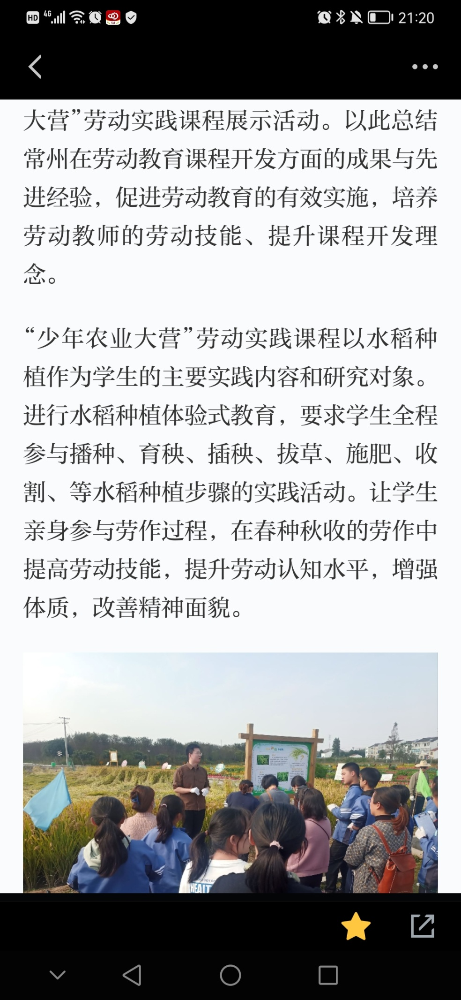 HD 4G 21:20
大营”劳动实践课程展示活动。以此总结
常州在劳动教育课程开发方面的成果与先
进经验，促进劳动教育的有效实施，培养
劳动教师的劳动技能、提升课程开发理
念。
“少年农业大营”劳动实践课程以水稻种
植作为学生的主要实践内容和研究对象。
进行水稻种植体验式教育，要求学生全程
参与播种、育秧、插秧、拔草、施肥、收
割、等水稻种植步骤的实践活动。让学生
亲身参与劳作过程，在春种秋收的劳作中
提高劳动技能，提升劳动认知水平，增强
体质，改善精神面貌。